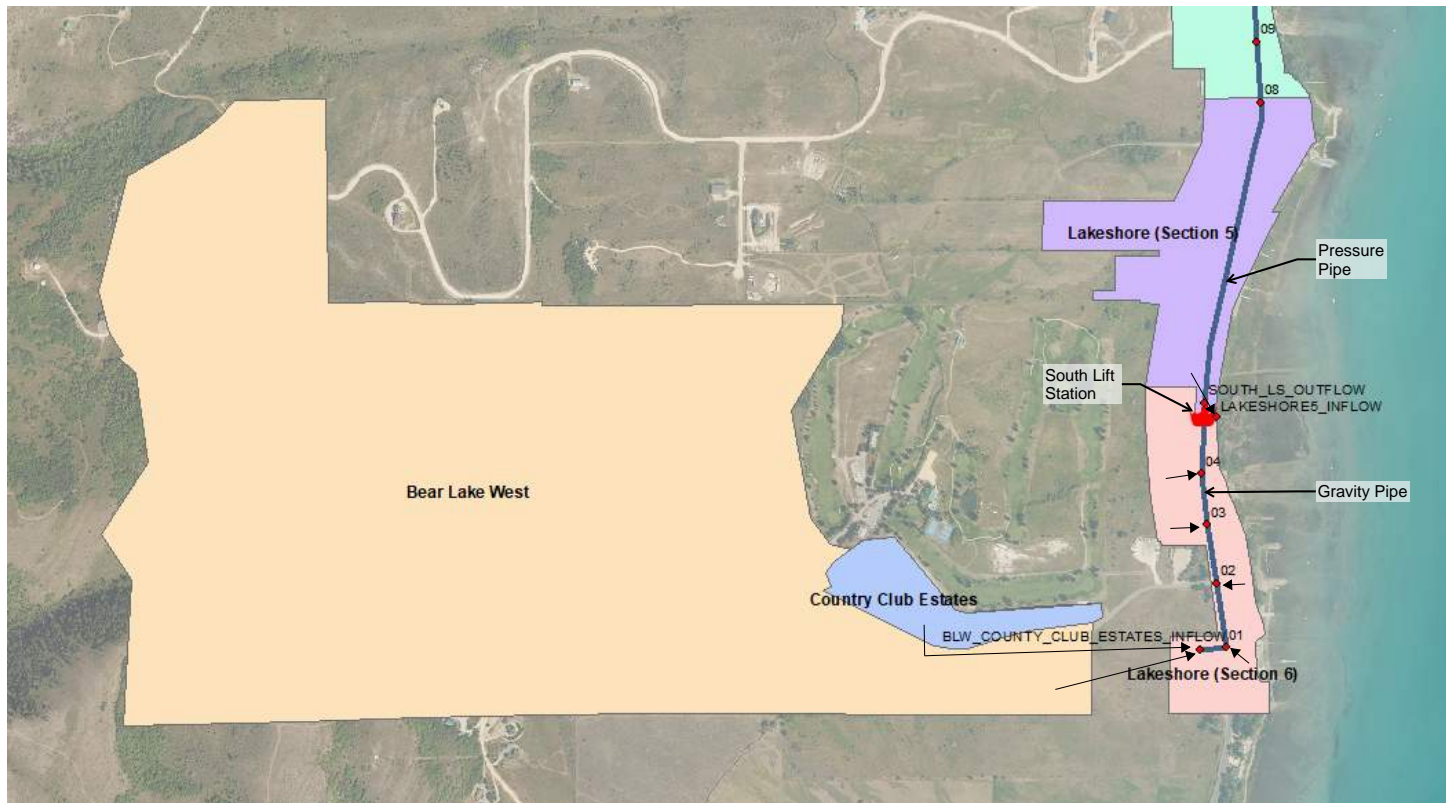 09
08
Lakeshore (Section 5)
Pressure
Pipe
South Lift
Station
SOUTH_LS_OUTFLOW
LAKESHORE5_INFLOW
04
Gravity Pipe
Bear Lake West
03
02
Country Club Estates
BLW_COUNTY_CLUB_ESTATES_INFLOW
01
Lakeshore (Section 6)